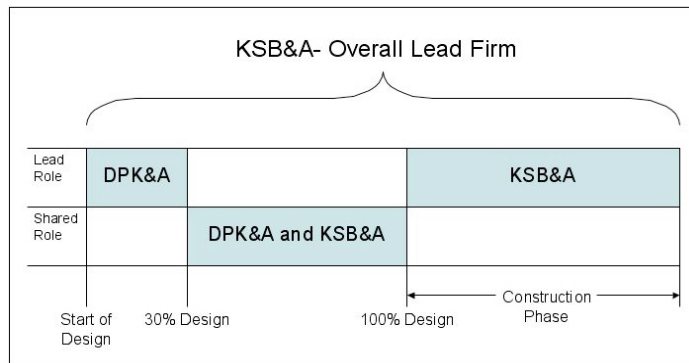 KSB&A- Overall Lead Firm
Lead
Role
DPK&A
KSB&A
Shared
Role
DPK&A and KSB&A
Start of
Design
30% Design
100% Design
Construction
Phase